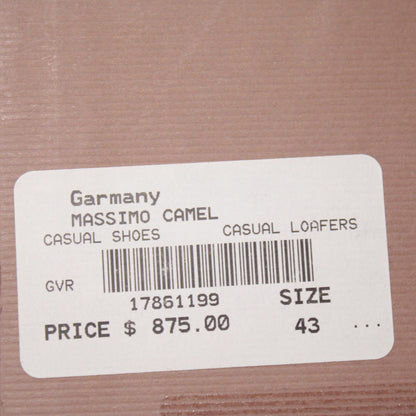 Garmany
MASSIMO CAMEL
CASUAL SHOES CASUAL LOAFERS
GVR
17861199 SIZE
PRICE $ 875.00 43 ...